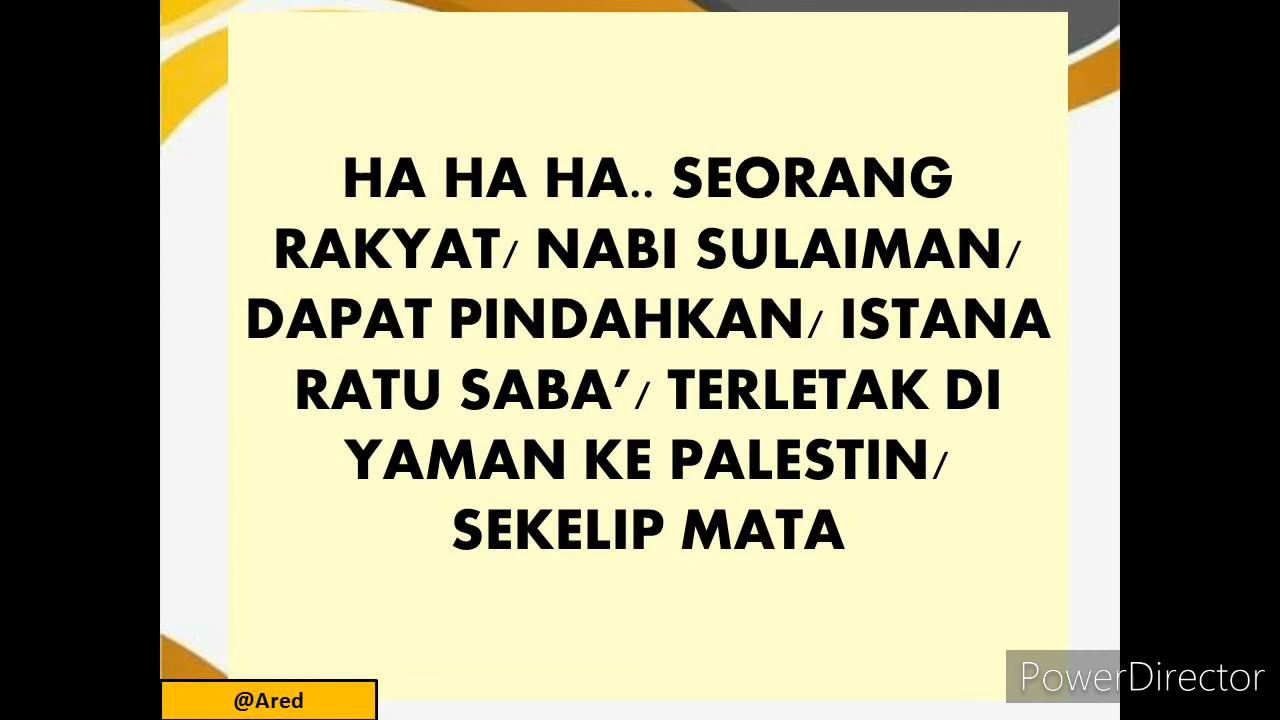 HA HA HA.. SEORANG
RAKYAT/ NABI SULAIMAN/
DAPAT PINDAHKAN/ ISTANA
RATU SABA’/ TERLETAK DI
YAMAN KE PALESTIN/
SEKELIP MATA
@Ared
PowerDirector